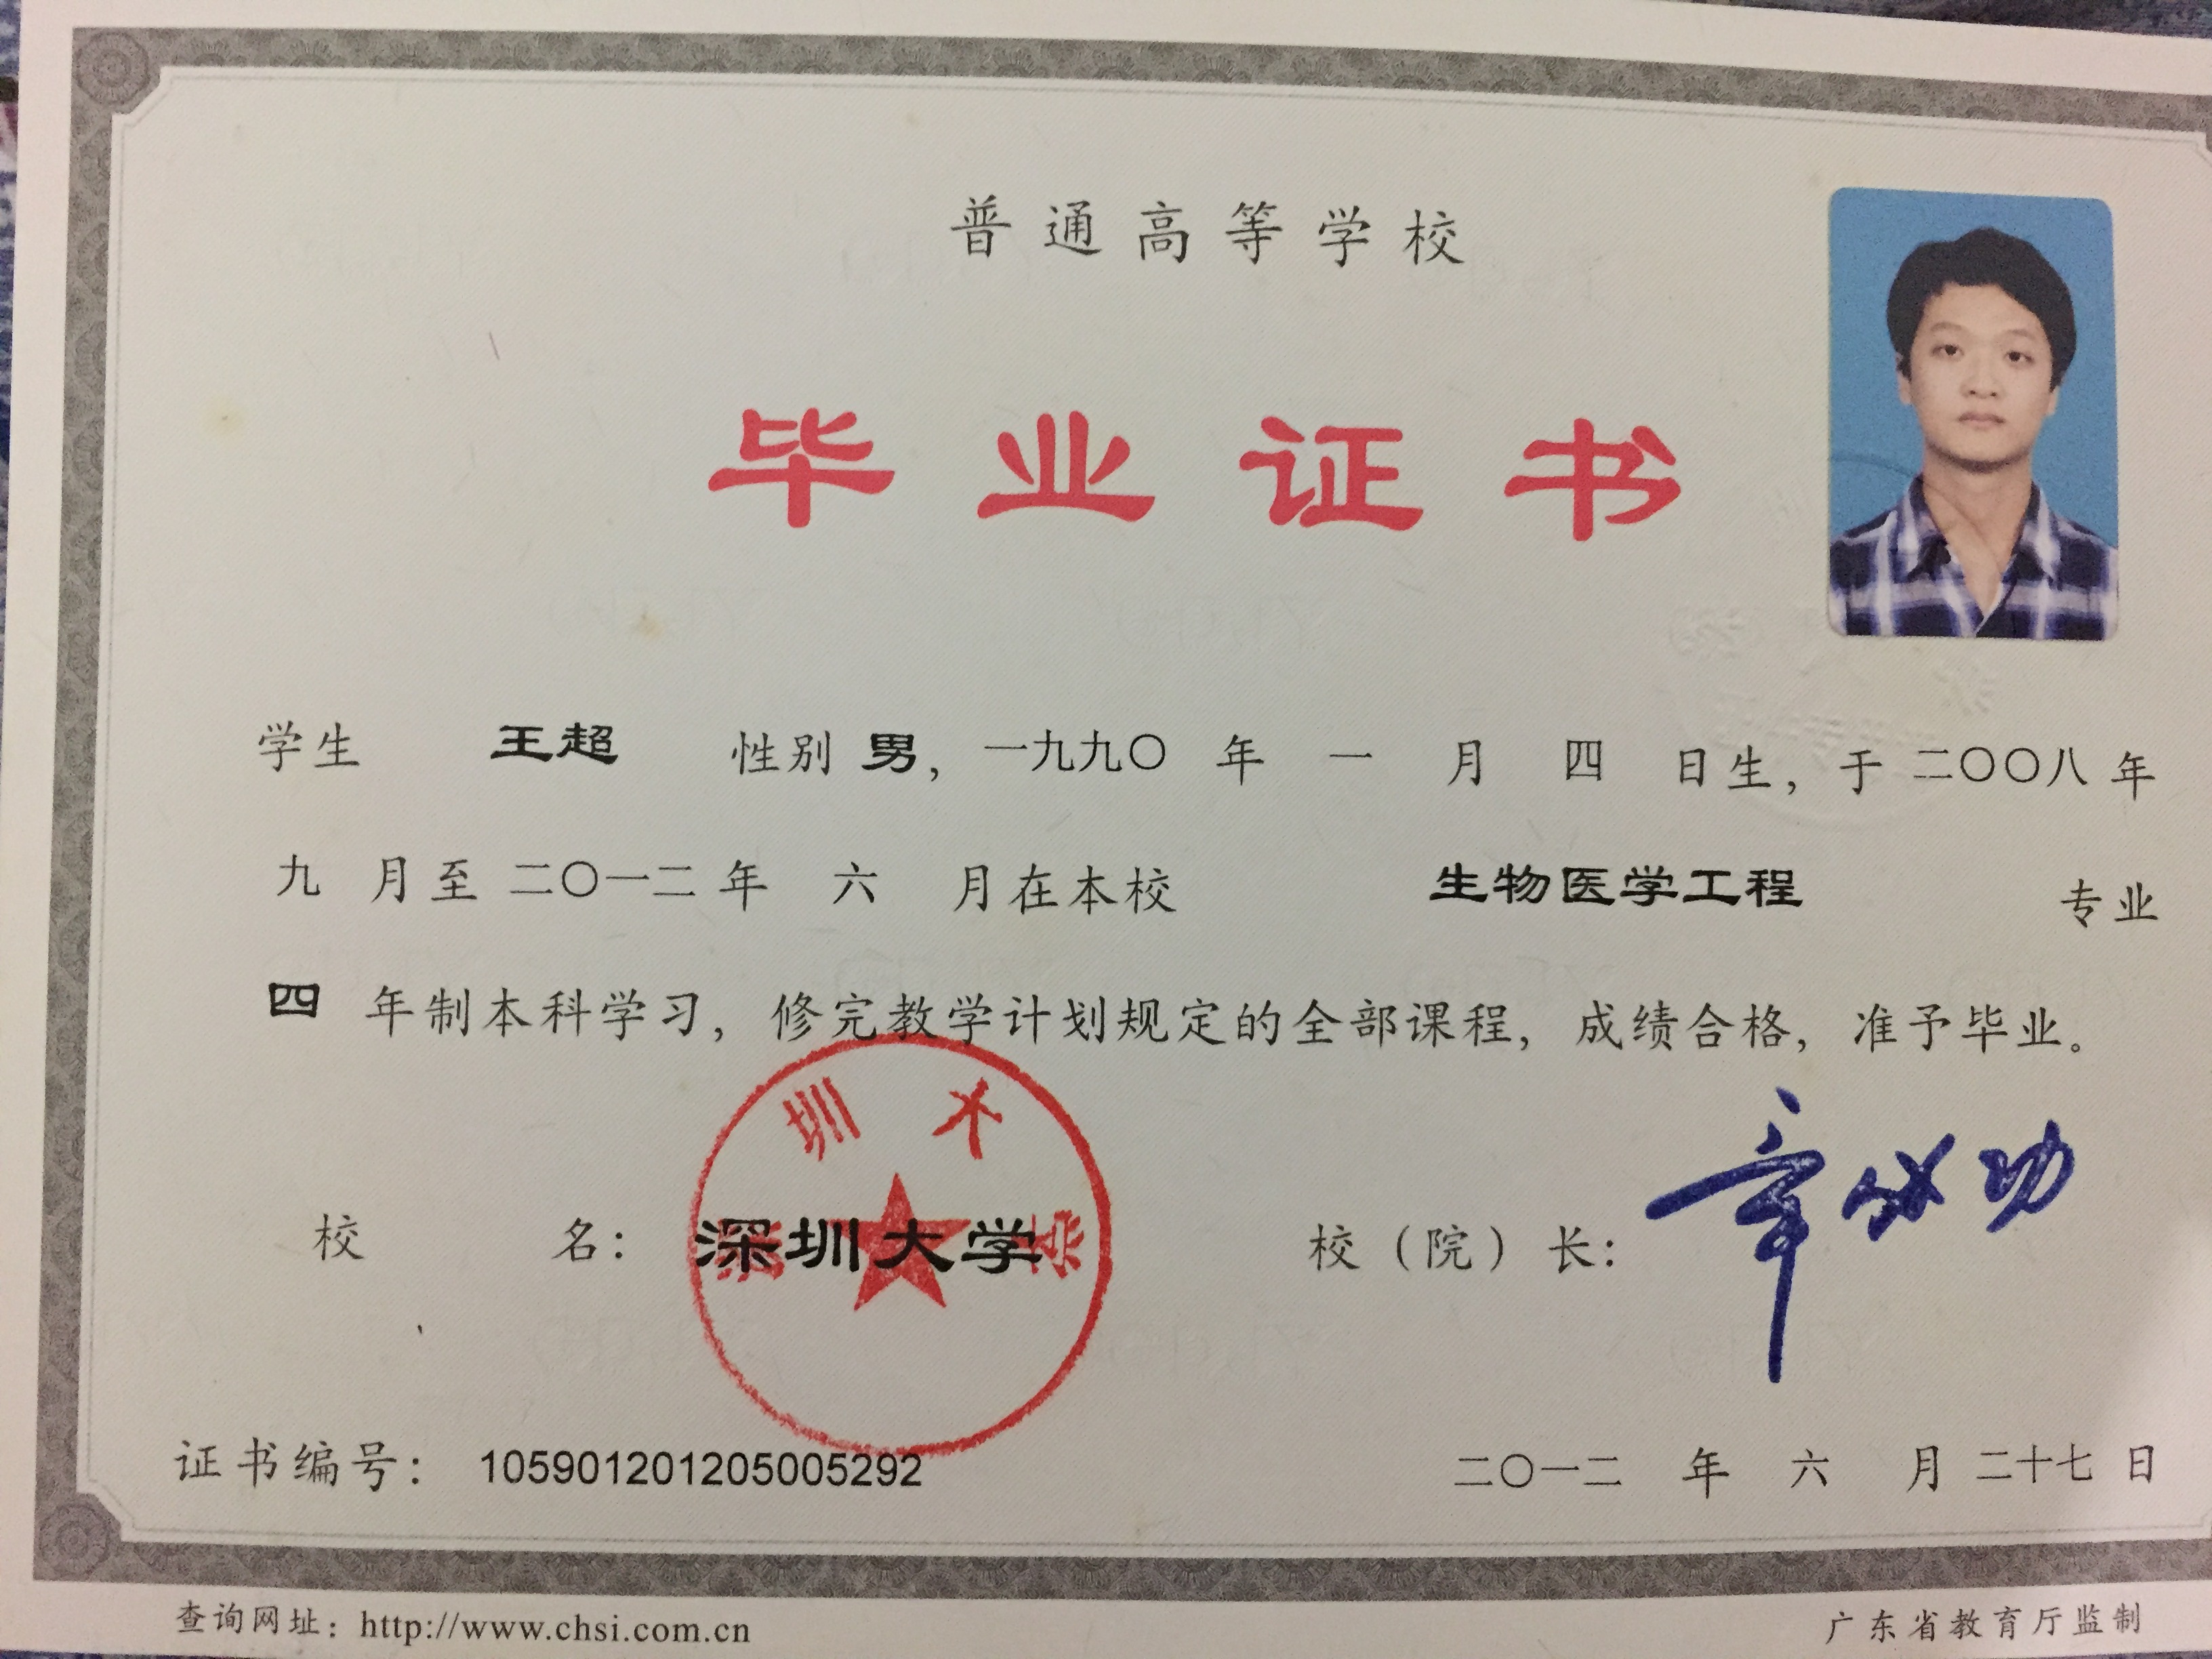 普通高等学校
毕业证书
学生 王超 性别 男，一九九〇 年 一 月 四 日生，于 二〇〇八 年
九 月至 二〇一二 年 六 月在本校 生物医学工程 专业
四 年制本科学习，修完教学计划规定的全部课程，成绩合格，准予毕业。
圳 大
校 名：深圳大学 校（院）长：章必功
证书编号：105901201205005292 二〇一二 年 六 月 二十七 日
查询网址：http://www.chsi.com.cn 广东省教育厅监制